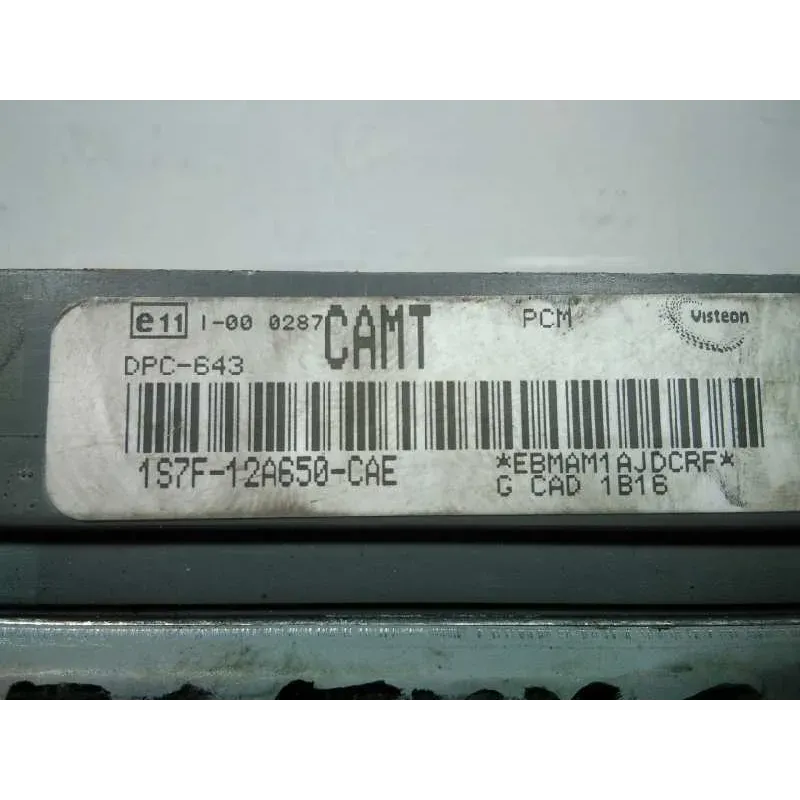 e11 I-00 0287 CAMT PCM Visteon
DPC-643
1S7F-12A650-CAE *EBMAM1AJDCRF*
G CAD 1B16